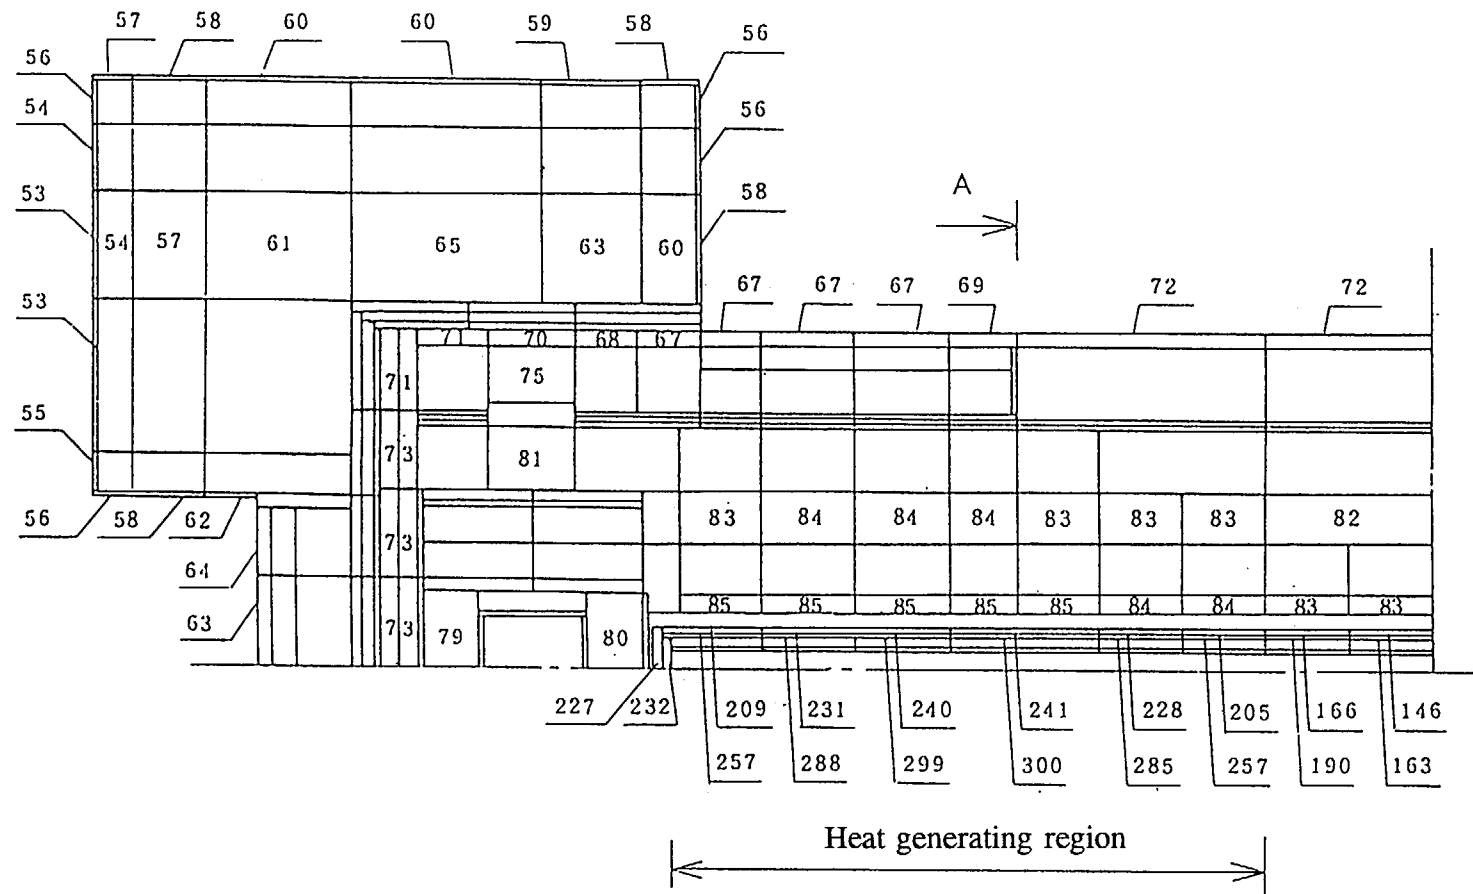 57 58 60 60 59 58 56
56
54 56
53 A 58
54 57 61 65 63 60
67 67 67 69 72 72
53
71 70 68 67
71 75
55
73 81
56 58 62 83 84 84 84 83 83 83 82
73
64
85 85 85 85 85 84 84 83 83
63 73 79 80
227 232 209 231 240 241 228 205 166 146
257 288 299 300 285 257 190 163
Heat generating region